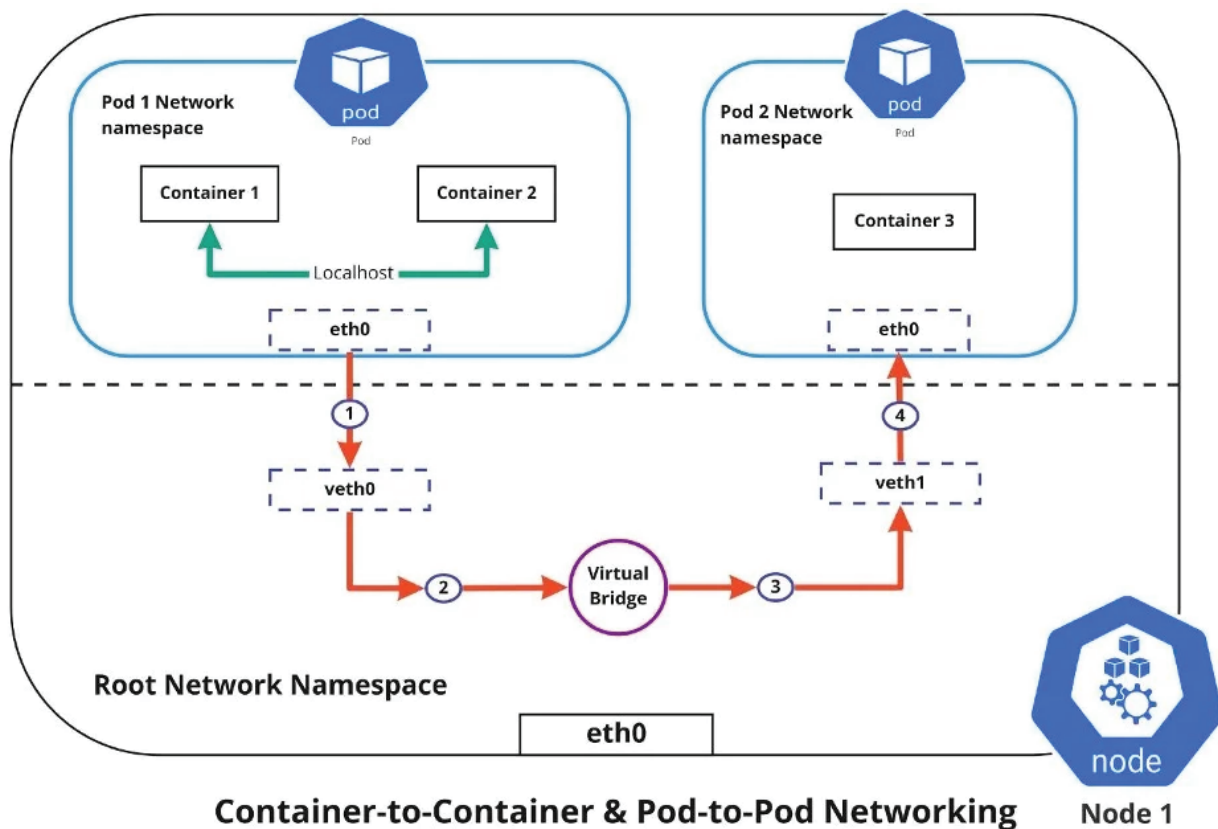 pod
Pod
Pod 1 Network
namespace
Container 1
Container 2
Localhost
eth0
pod
Pod
Pod 2 Network
namespace
Container 3
eth0
1
4
veth0
veth1
2
Virtual
Bridge
3
Root Network Namespace
eth0
node
Container-to-Container & Pod-to-Pod Networking
Node 1